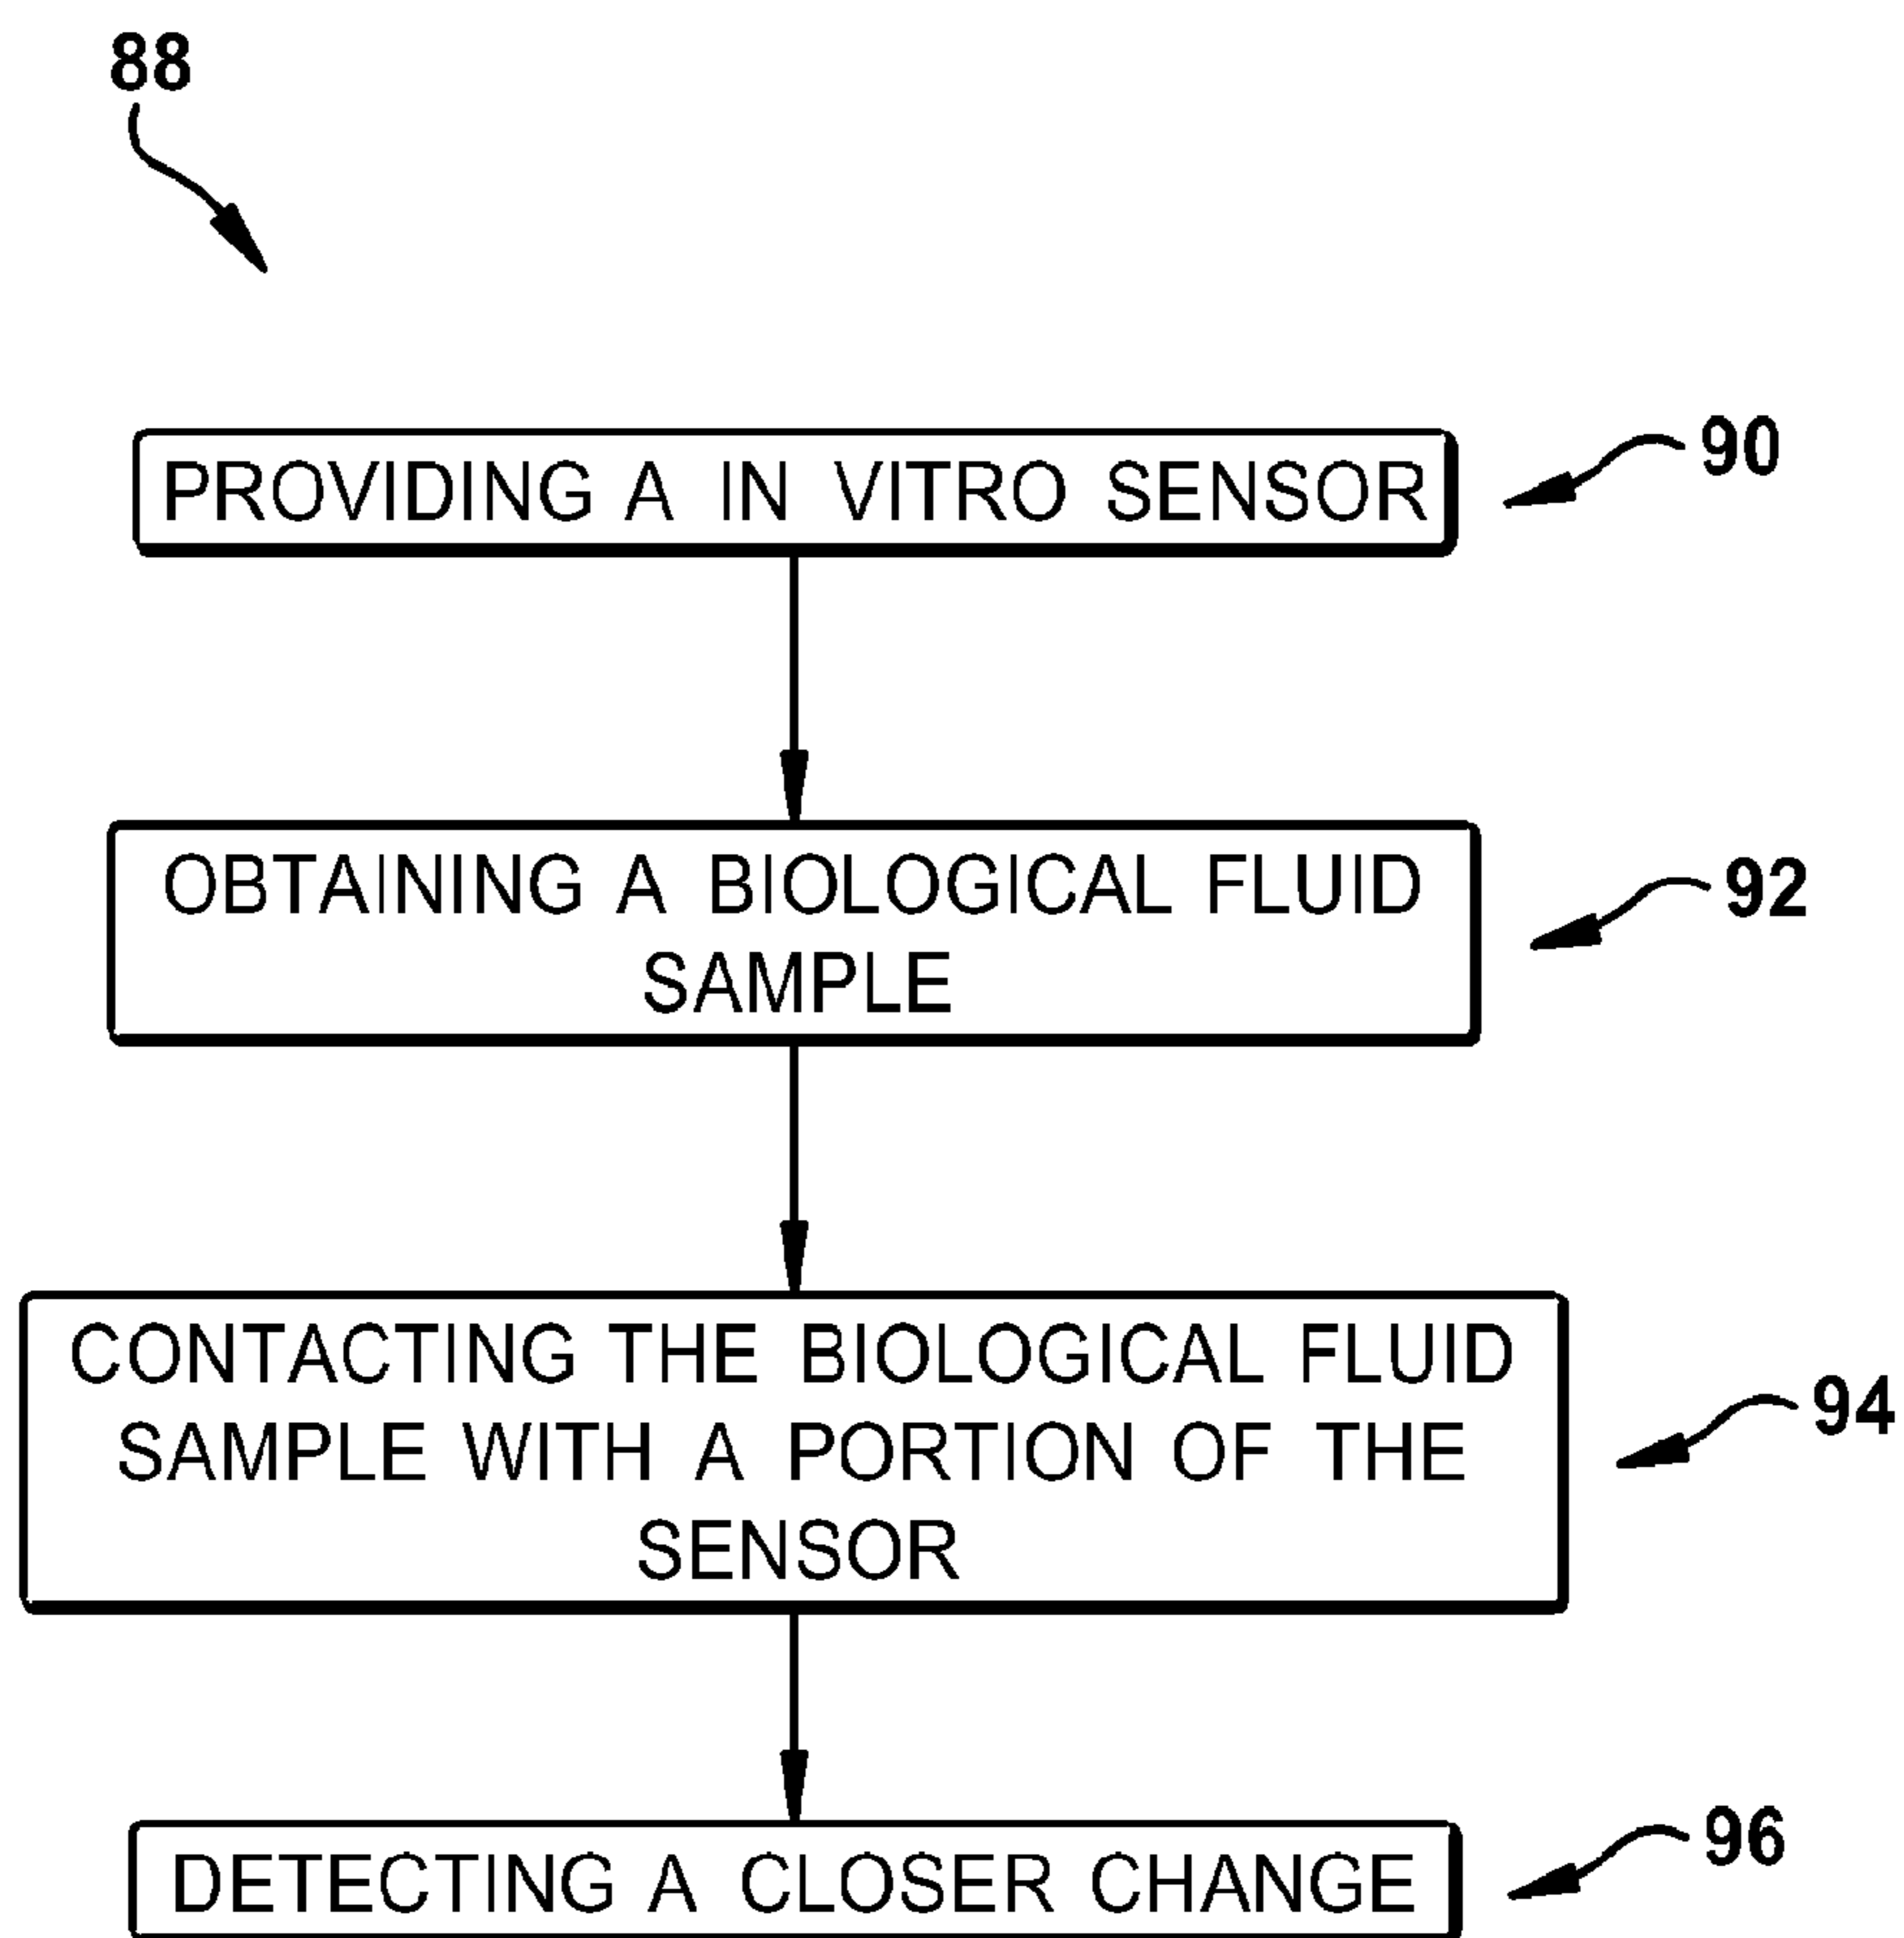 88
PROVIDING A IN VITRO SENSOR
90
OBTAINING A BIOLOGICAL FLUID
SAMPLE
92
CONTACTING THE BIOLOGICAL FLUID
SAMPLE WITH A PORTION OF THE
SENSOR
94
DETECTING A CLOSER CHANGE
96